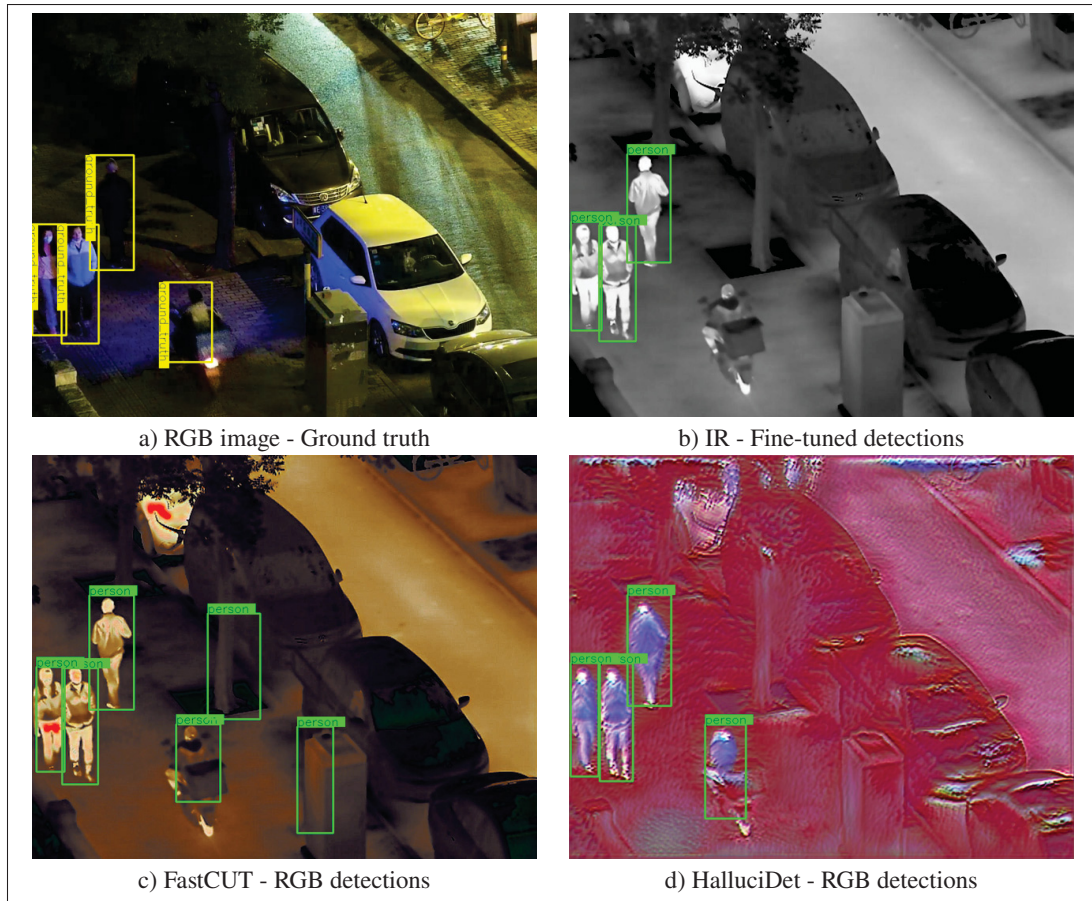 ground truth
ground truth
ground truth
ground truth
a) RGB image - Ground truth
person
person
son
b) IR - Fine-tuned detections
person
person
person
son
person
person
c) FastCUT - RGB detections
person
person
son
person
d) HalluciDet - RGB detections